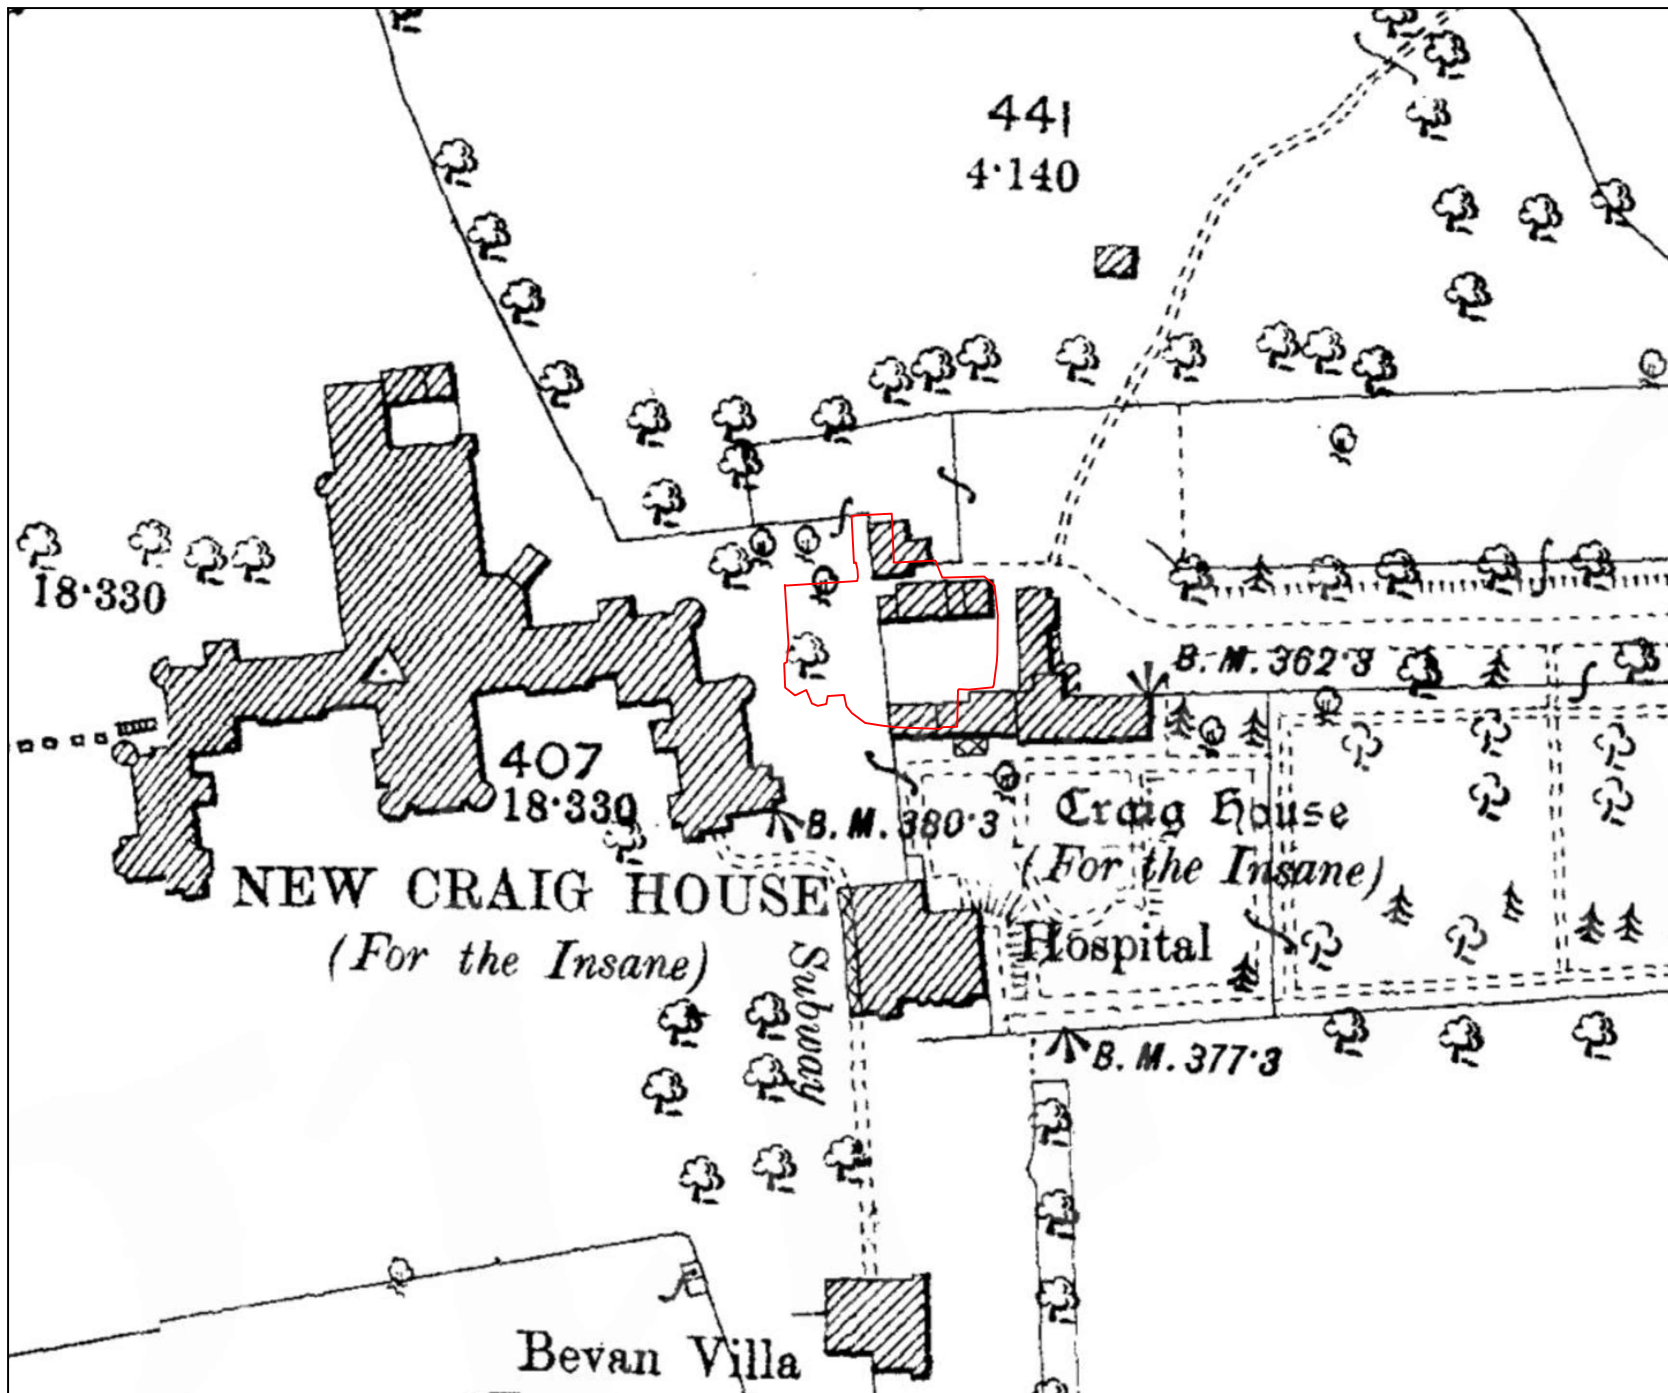 441
4·140
18·330
B. M. 362·3
407
18·330
B. M. 380·3
Craig House
(For the Insane)
NEW CRAIG HOUSE
(For the Insane)
Hospital
Subway
B. M. 377·3
Bevan Villa